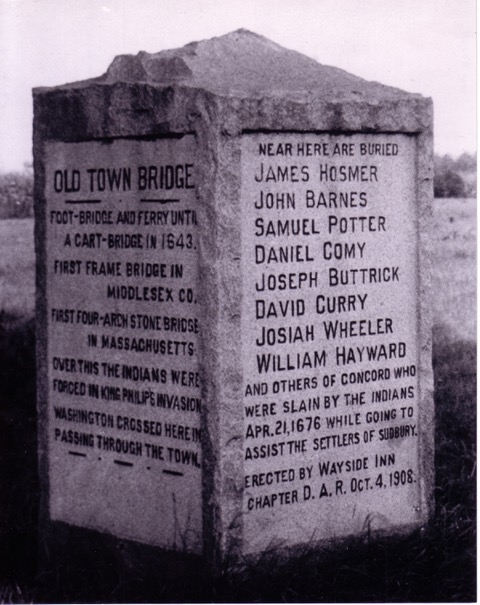 OLD TOWN BRIDGE
FOOT-BRIDGE AND FERRY UNTIL
A CART-BRIDGE IN 1643.
FIRST FRAME BRIDGE IN
MIDDLESEX CO.
FIRST FOUR-ARCH STONE BRIDGE
IN MASSACHUSETTS
OVER THIS THE INDIANS WERE
FORCED IN KING PHILIP'S INVASION
WASHINGTON CROSSED HERE IN
PASSING THROUGH THE TOWN.
NEAR HERE ARE BURIED
JAMES HOSMER
JOHN BARNES
SAMUEL POTTER
DANIEL COMY
JOSEPH BUTTRICK
DAVID CURRY
JOSIAH WHEELER
WILLIAM HAYWARD
AND OTHERS OF CONCORD WHO
WERE SLAIN BY THE INDIANS
APR. 21, 1676 WHILE GOING TO
ASSIST THE SETTLERS OF SUDBURY.
ERECTED BY WAYSIDE INN
CHAPTER D. A. R. OCT. 4, 1908.